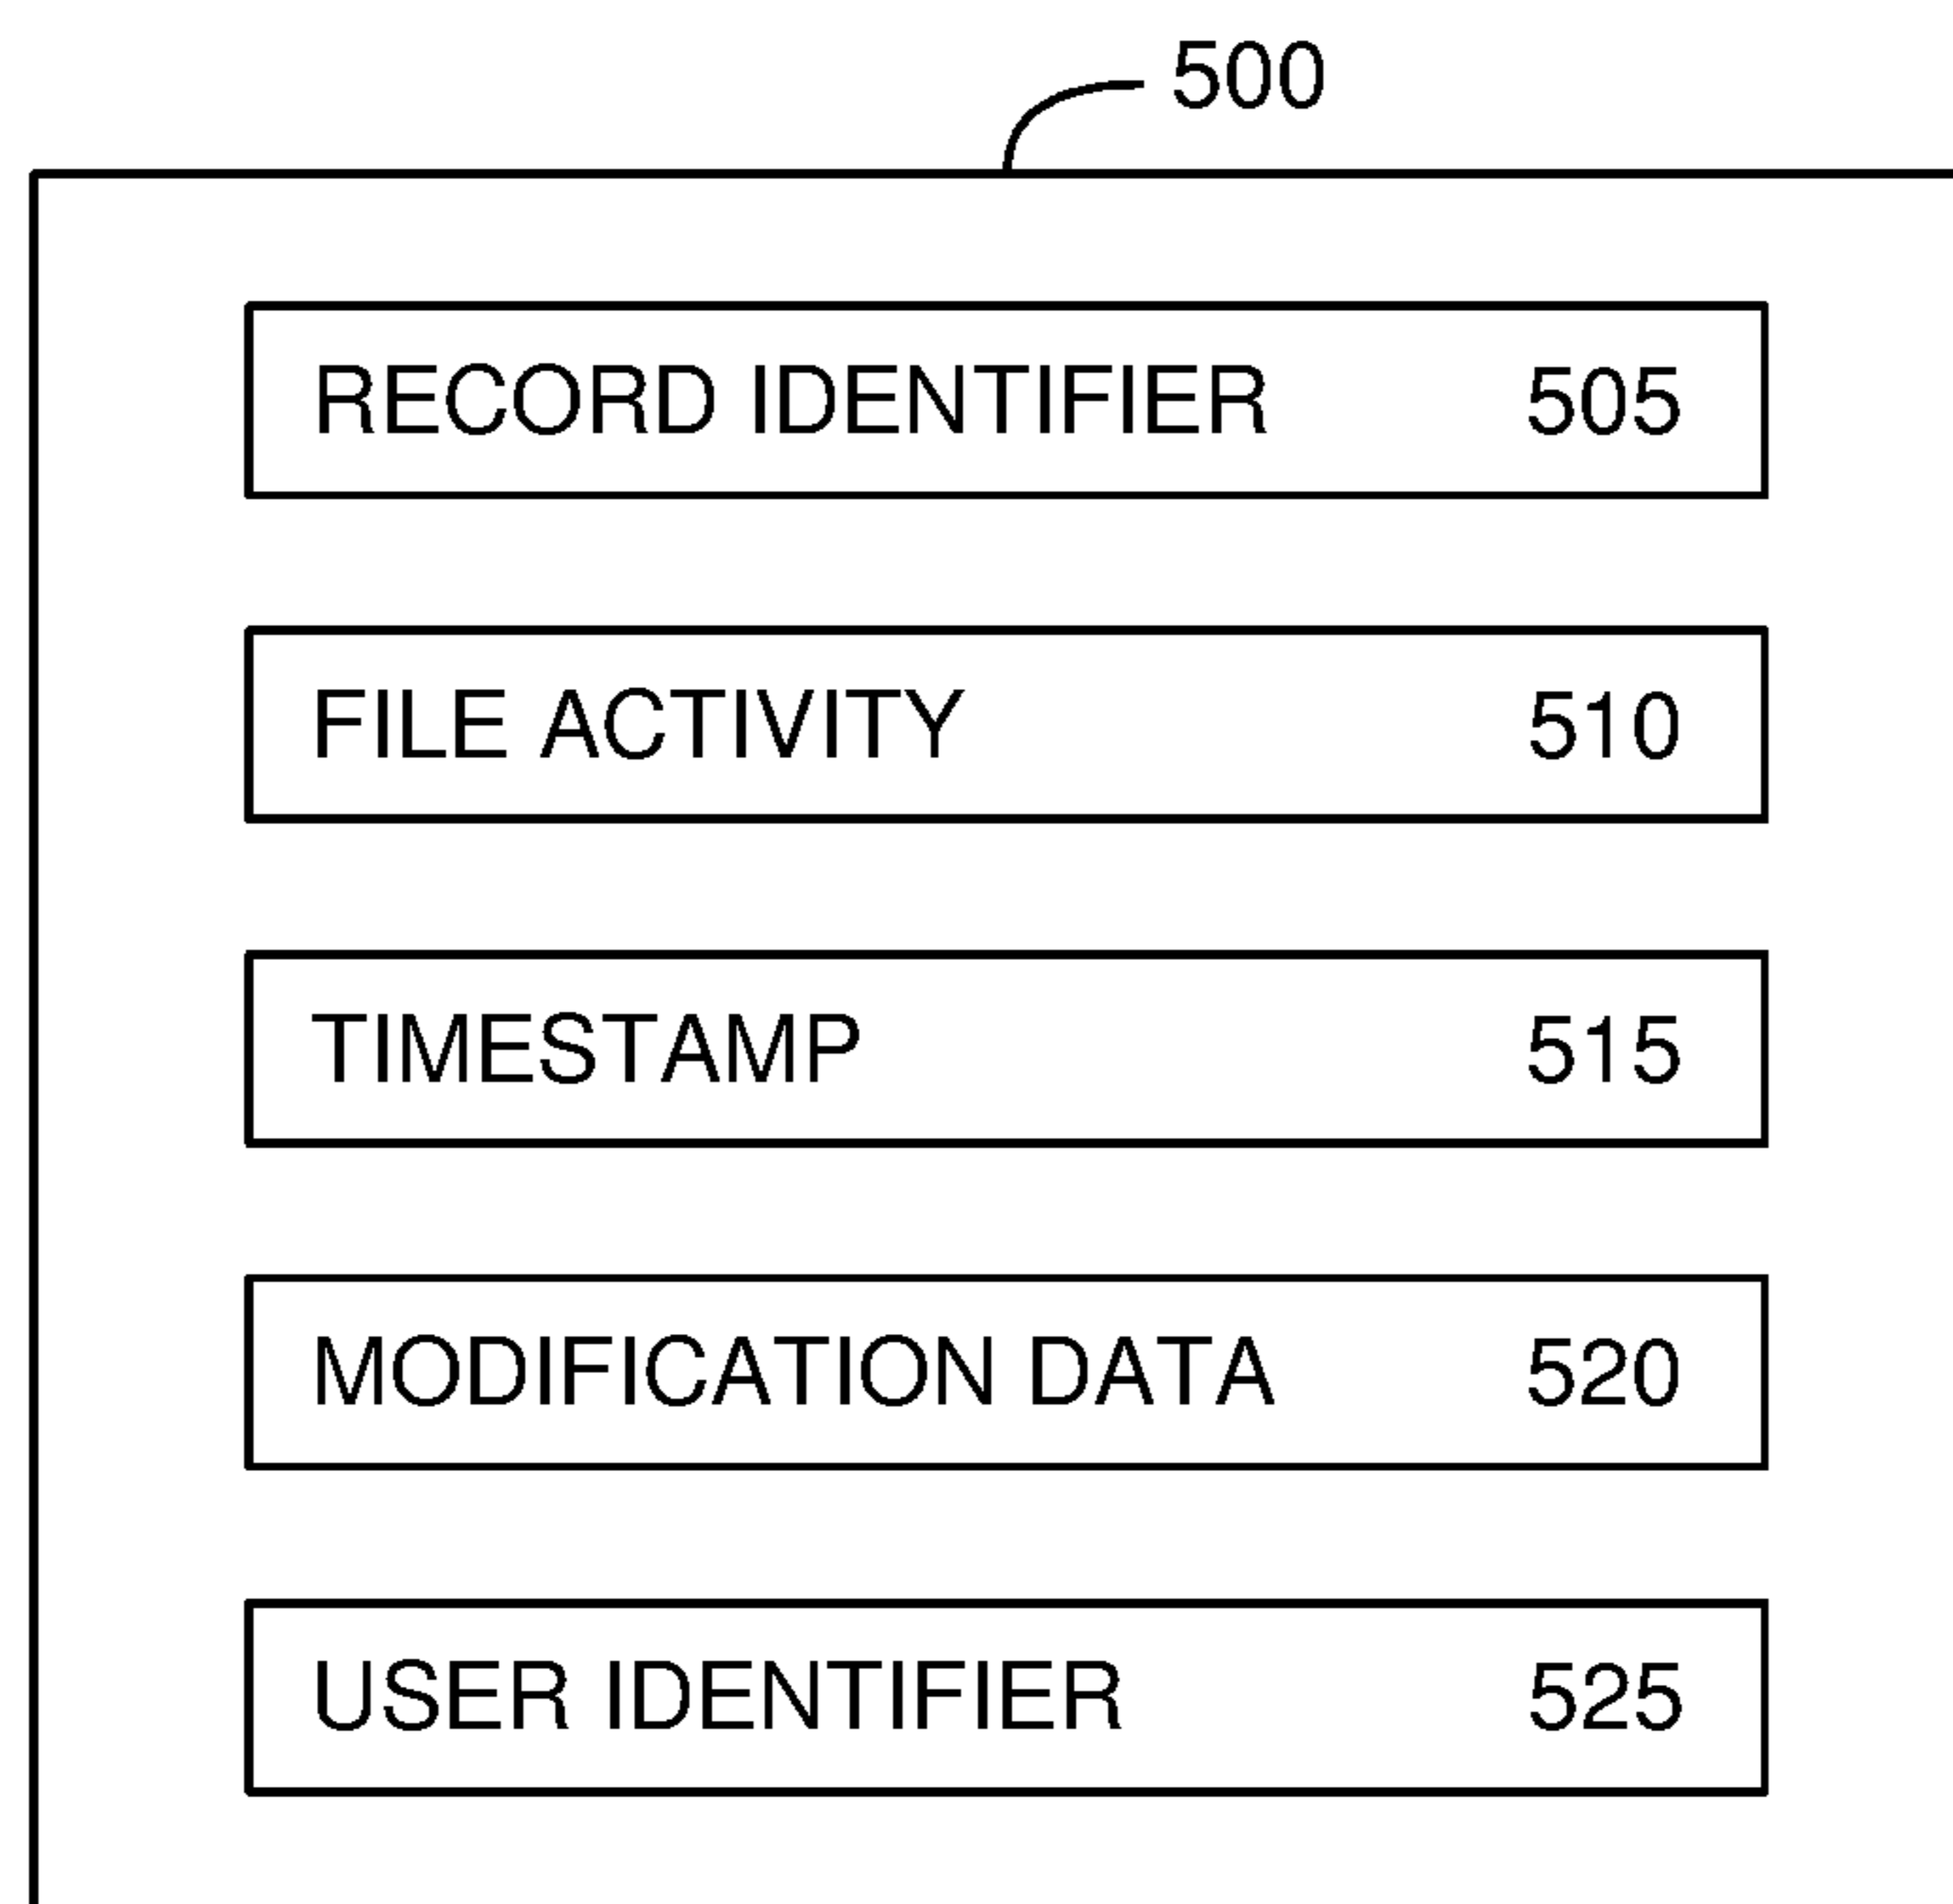 500
RECORD IDENTIFIER 505
FILE ACTIVITY 510
TIMESTAMP 515
MODIFICATION DATA 520
USER IDENTIFIER 525